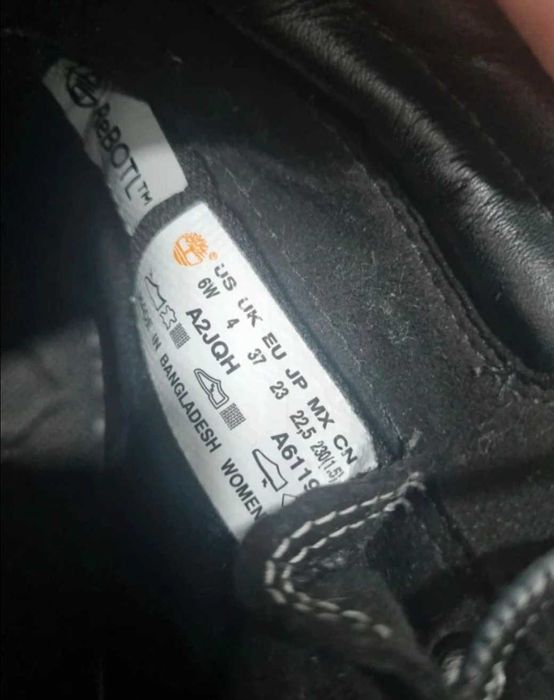 ReBOTL™
US UK EU JP MX CN
6W 4 37 23 22,5 230(1.5)
A2JQH A6119
MADE IN BANGLADESH WOMEN